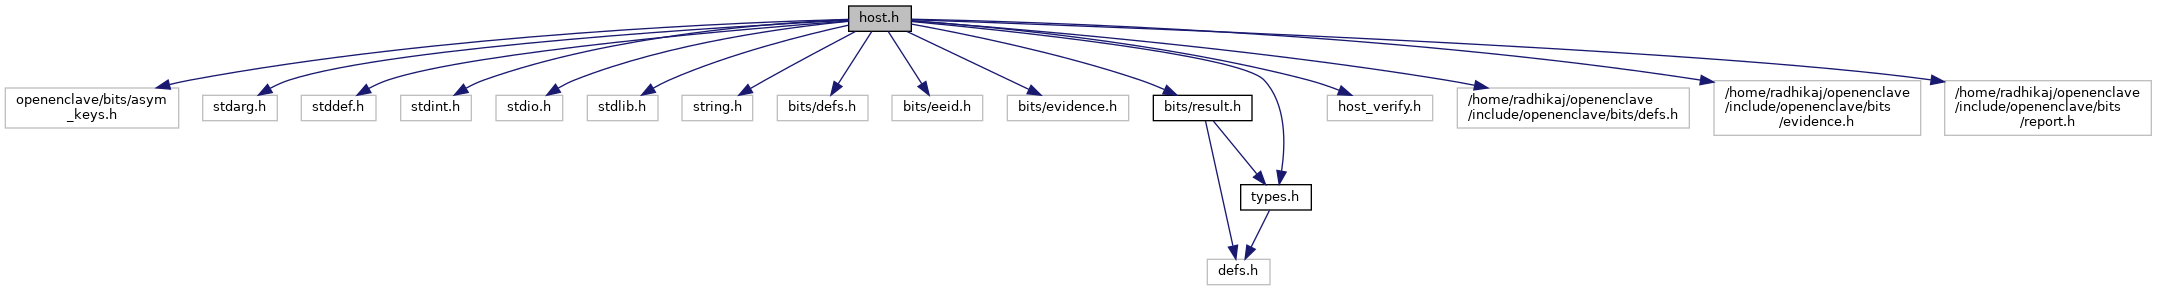 host.h
openenclave/bits/asym
_keys.h
stdarg.h
stddef.h
stdint.h
stdio.h
stdlib.h
string.h
bits/defs.h
bits/eeid.h
bits/evidence.h
bits/result.h
host_verify.h
/home/radhikaj/openenclave
/include/openenclave/bits/defs.h
/home/radhikaj/openenclave
/include/openenclave/bits
/evidence.h
/home/radhikaj/openenclave
/include/openenclave/bits
/report.h
types.h
defs.h